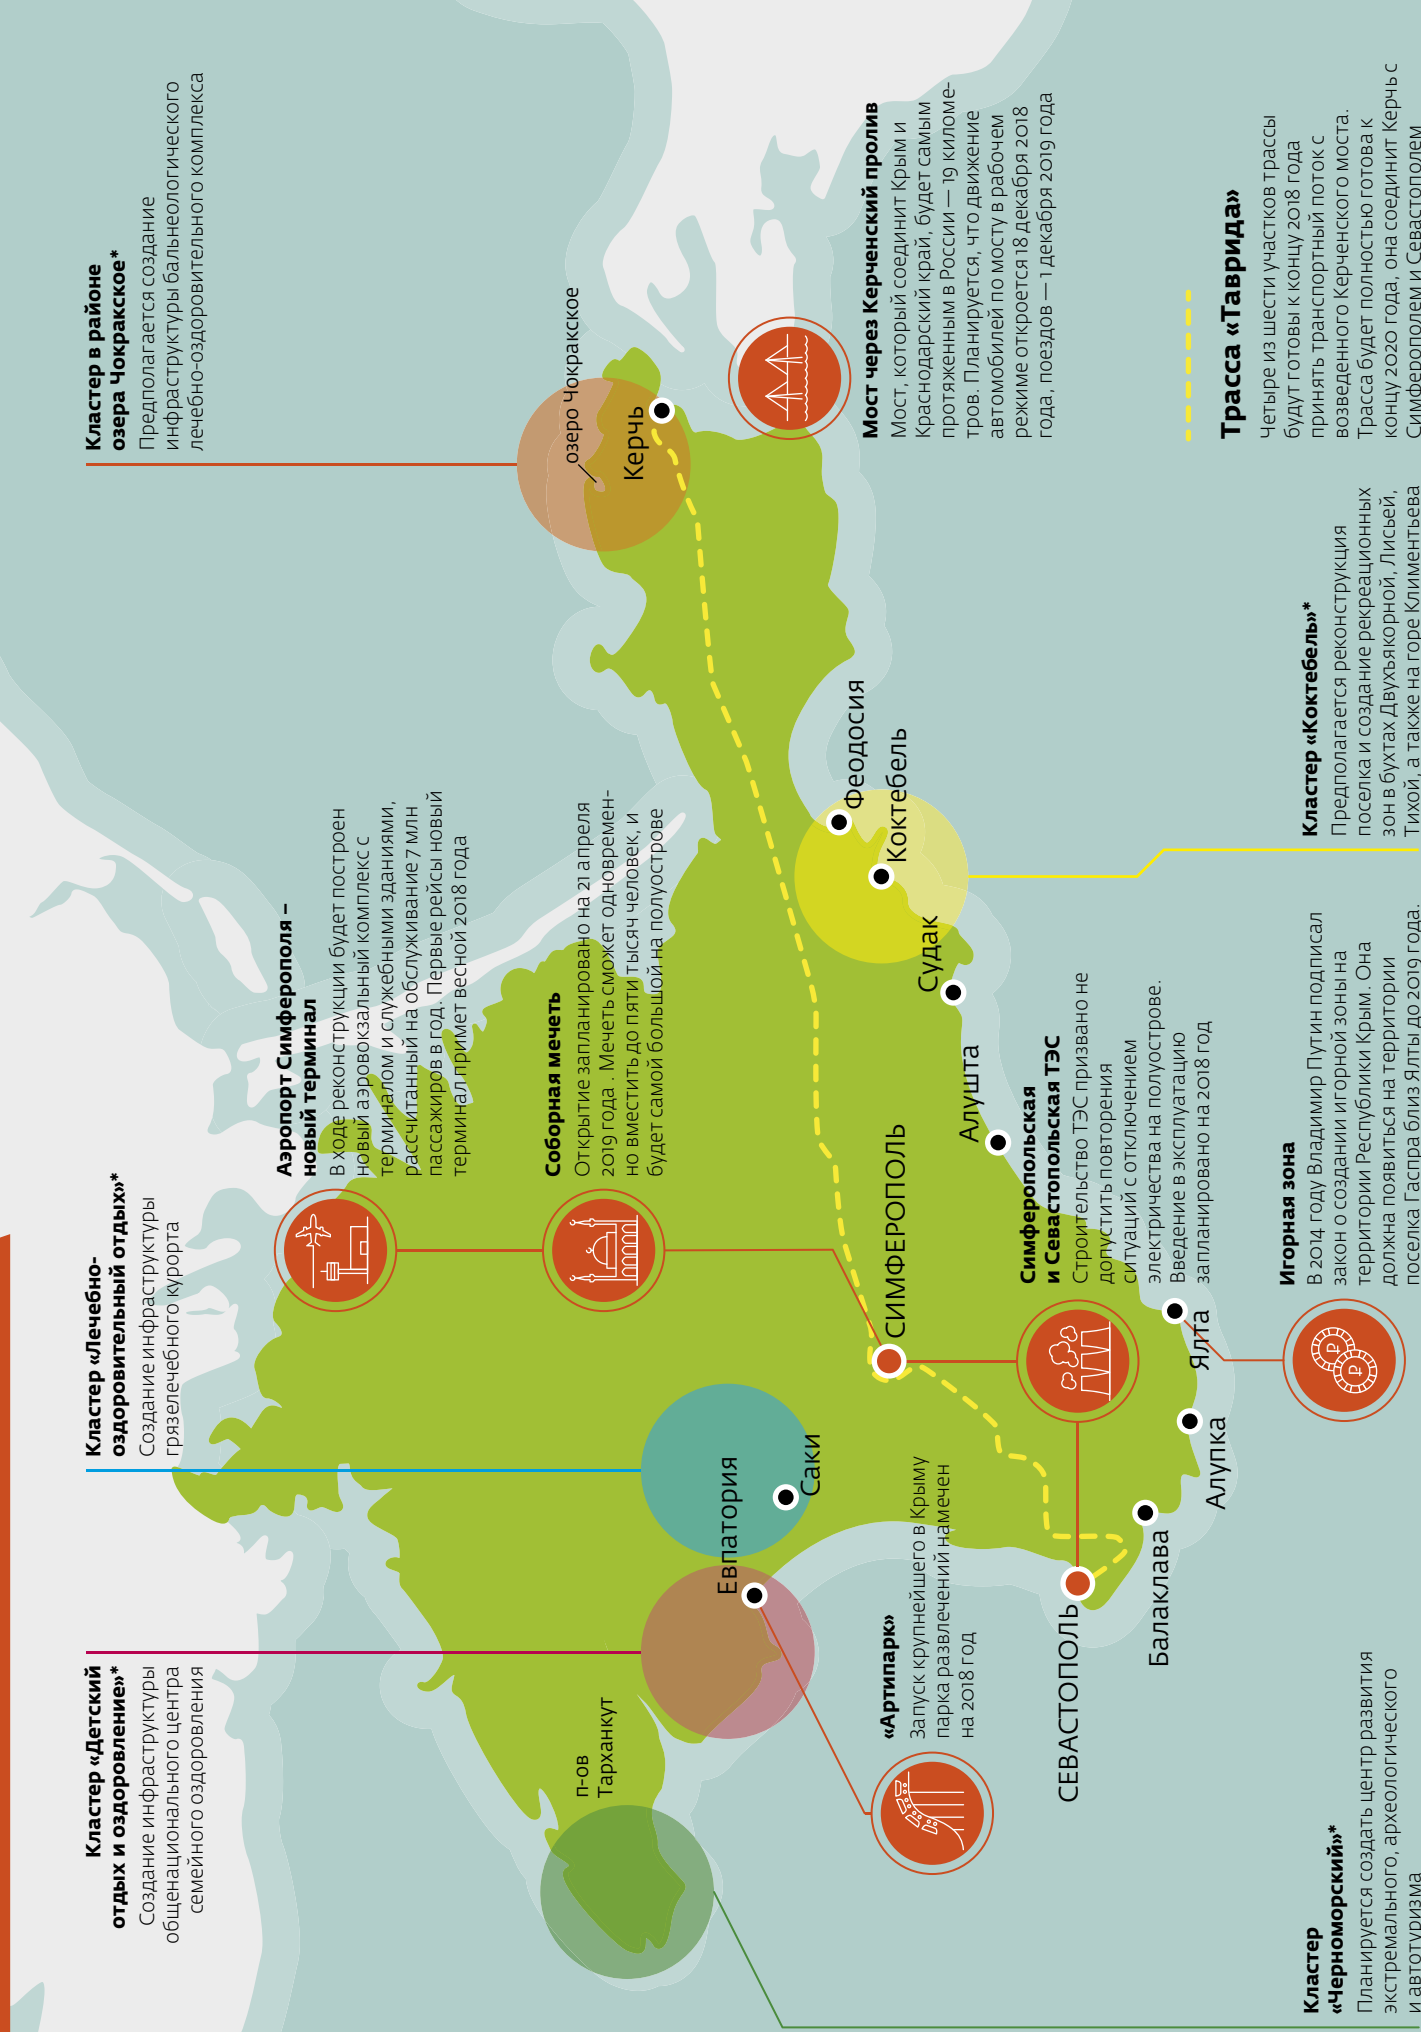 Кластер «Детский
отдых и оздоровление»*
Создание инфраструктуры
общенационального центра
семейного оздоровления
Кластер «Лечебно-
оздоровительный отдых»*
Создание инфраструктуры
грязелечебного курорта
Кластер в районе
озера Чокракское*
Предполагается создание
инфраструктуры бальнеологического
лечебно-оздоровительного комплекса
Аэропорт Симферополя –
новый терминал
В ходе реконструкции будет построен
новый аэровокзальный комплекс с
терминалом и служебными зданиями,
рассчитанный на обслуживание 7 млн
пассажиров в год. Первые рейсы новый
терминал примет весной 2018 года
Соборная мечеть
Открытие запланировано на 21 апреля
2019 года . Мечеть сможет одновремен-
но вместить до пяти тысяч человек, и
будет самой большой на полуострове
озеро Чокракское
Керчь
п-ов
Тарханкут
Евпатория
Саки
Феодосия
Коктебель
Судак
Алушта
СИМФЕРОПОЛЬ
Мост через Керченский пролив
Мост, который соединит Крым и
Краснодарский край, будет самым
протяженным в России — 19 киломе-
тров. Планируется, что движение
автомобилей по мосту в рабочем
режиме откроется 18 декабря 2018
года, поездов — 1 декабря 2019 года
«Артипарк»
Запуск крупнейшего в Крыму
парка развлечений намечен
на 2018 год
Симферопольская
и Севастопольская ТЭС
Строительство ТЭС призвано не
допустить повторения
ситуаций с отключением
электричества на полуострове.
Введение в эксплуатацию
запланировано на 2018 год
СЕВАСТОПОЛЬ
Балаклава
Алупка
Ялта
Трасса «Таврида»
Четыре из шести участков трассы
будут готовы к концу 2018 года
принять транспортный поток с
возведенного Керченского моста.
Трасса будет полностью готова к
концу 2020 года, она соединит Керчь с
Симферополем и Севастополем
Кластер
«Черноморский»*
Планируется создать центр развития
экстремального, археологического
и автотуризма
Игорная зона
В 2014 году Владимир Путин подписал
закон о создании игорной зоны на
территории Республики Крым. Она
должна появиться на территории
поселка Гаспра близ Ялты до 2019 года.
Кластер «Коктебель»*
Предполагается реконструкция
поселка и создание рекреационных
зон в бухтах Двухъякорной, Лисьей,
Тихой, а также на горе Климентьева